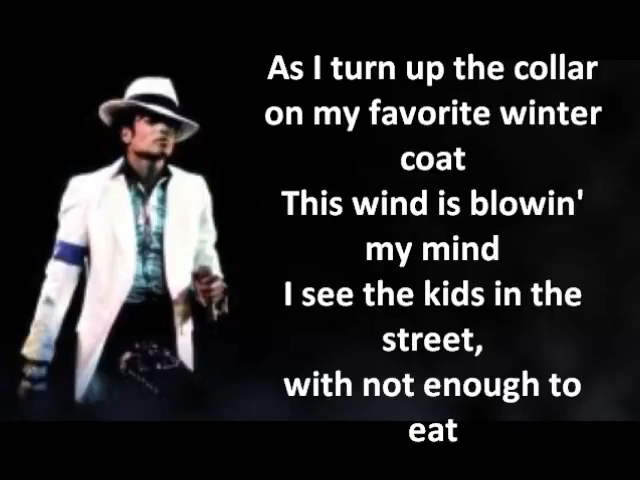 As I turn up the collar
on my favorite winter
coat
This wind is blowin'
my mind
I see the kids in the
street,
with not enough to
eat